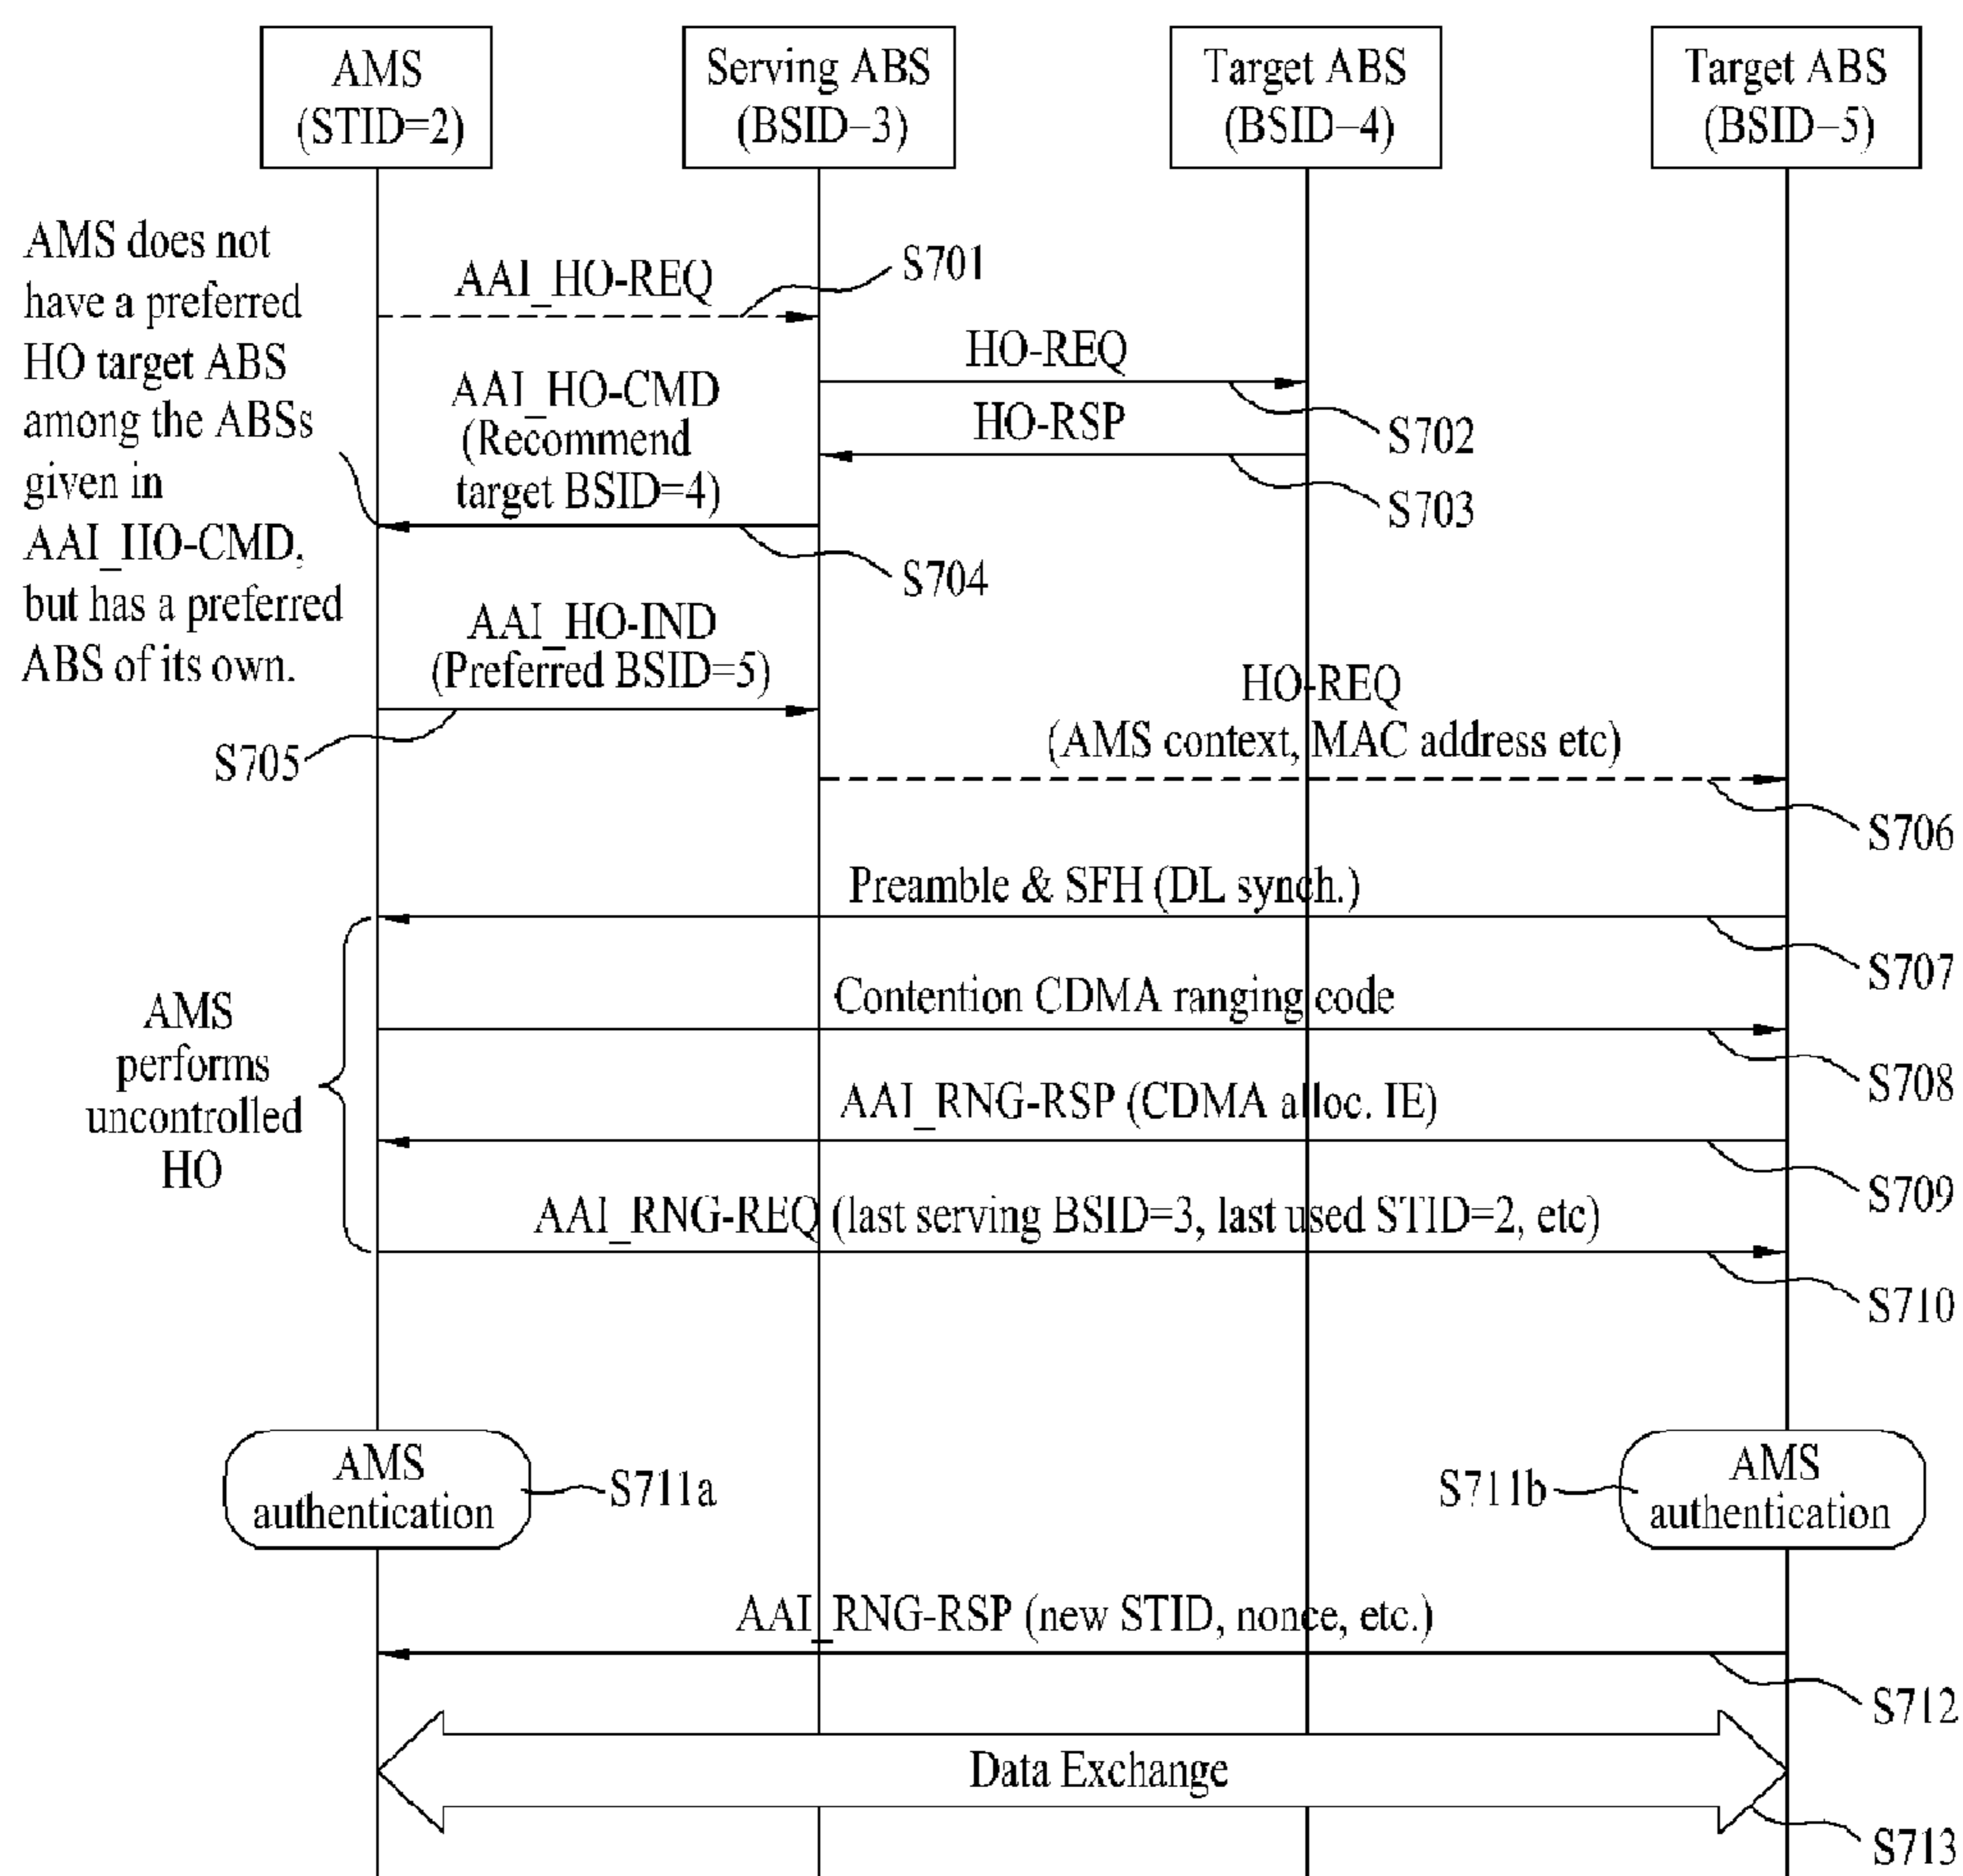 AMS
(STID=2)
Serving ABS
(BSID–3)
Target ABS
(BSID–4)
Target ABS
(BSID–5)
AMS does not
have a preferred
HO target ABS
among the ABSs
given in
AAI_IIO-CMD,
but has a preferred
ABS of its own.
AAI_HO-REQ
S701
HO-REQ
S702
HO-RSP
S703
AAI_HO-CMD
(Recommend
target BSID=4)
S704
AAI_HO-IND
(Preferred BSID=5)
S705
HO-REQ
(AMS context, MAC address etc)
S706
Preamble & SFH (DL synch.)
S707
AMS
performs
uncontrolled
HO
Contention CDMA ranging code
S708
AAI_RNG-RSP (CDMA alloc. IE)
S709
AAI_RNG-REQ (last serving BSID=3, last used STID=2, etc)
S710
AMS
authentication
S711a
S711b
AMS
authentication
AAI_RNG-RSP (new STID, nonce, etc.)
S712
Data Exchange
S713